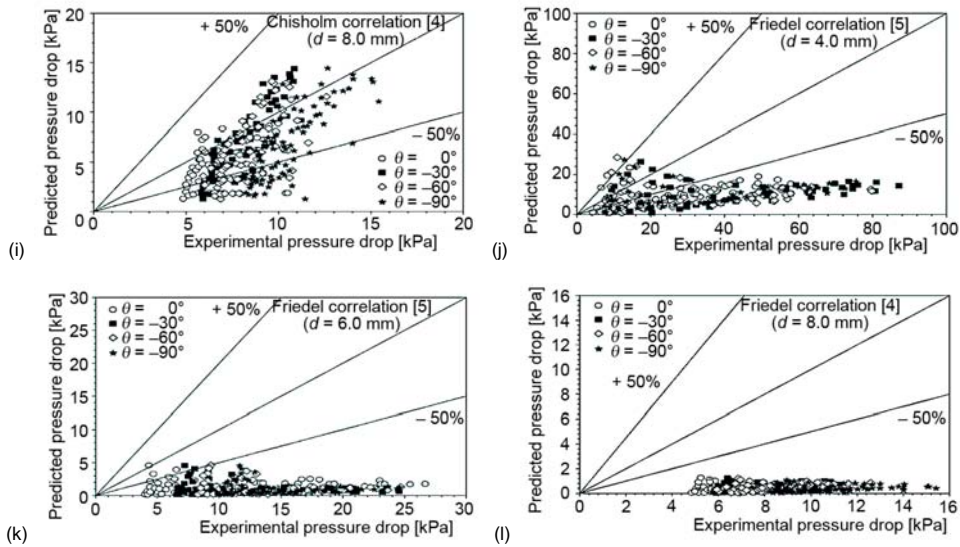 Predicted pressure drop [kPa]
20
15
10
5
0
+ 50%
Chisholm correlation [4]
(d = 8.0 mm)
– 50%
θ = 0°
θ = –30°
θ = –60°
θ = –90°
0 5 10 15 20
Experimental pressure drop [kPa]
(i)
Predicted pressure drop [kPa]
100
80
60
40
20
0
θ = 0°
θ = –30°
θ = –60°
θ = –90°
+ 50%
Friedel correlation [5]
(d = 4.0 mm)
– 50%
0 20 40 60 80 100
Experimental pressure drop [kPa]
(j)
Predicted pressure drop [kPa]
30
25
20
15
10
5
0
θ = 0°
θ = –30°
θ = –60°
θ = –90°
+ 50%
Friedel correlation [5]
(d = 6.0 mm)
– 50%
0 5 10 15 20 25 30
Experimental pressure drop [kPa]
(k)
Predicted pressure drop [kPa]
16
14
12
10
8
6
4
2
0
θ = 0°
θ = –30°
θ = –60°
θ = –90°
+ 50%
Friedel correlation [4]
(d = 8.0 mm)
– 50%
0 2 4 6 8 10 12 14 16
Experimental pressure drop [kPa]
(l)